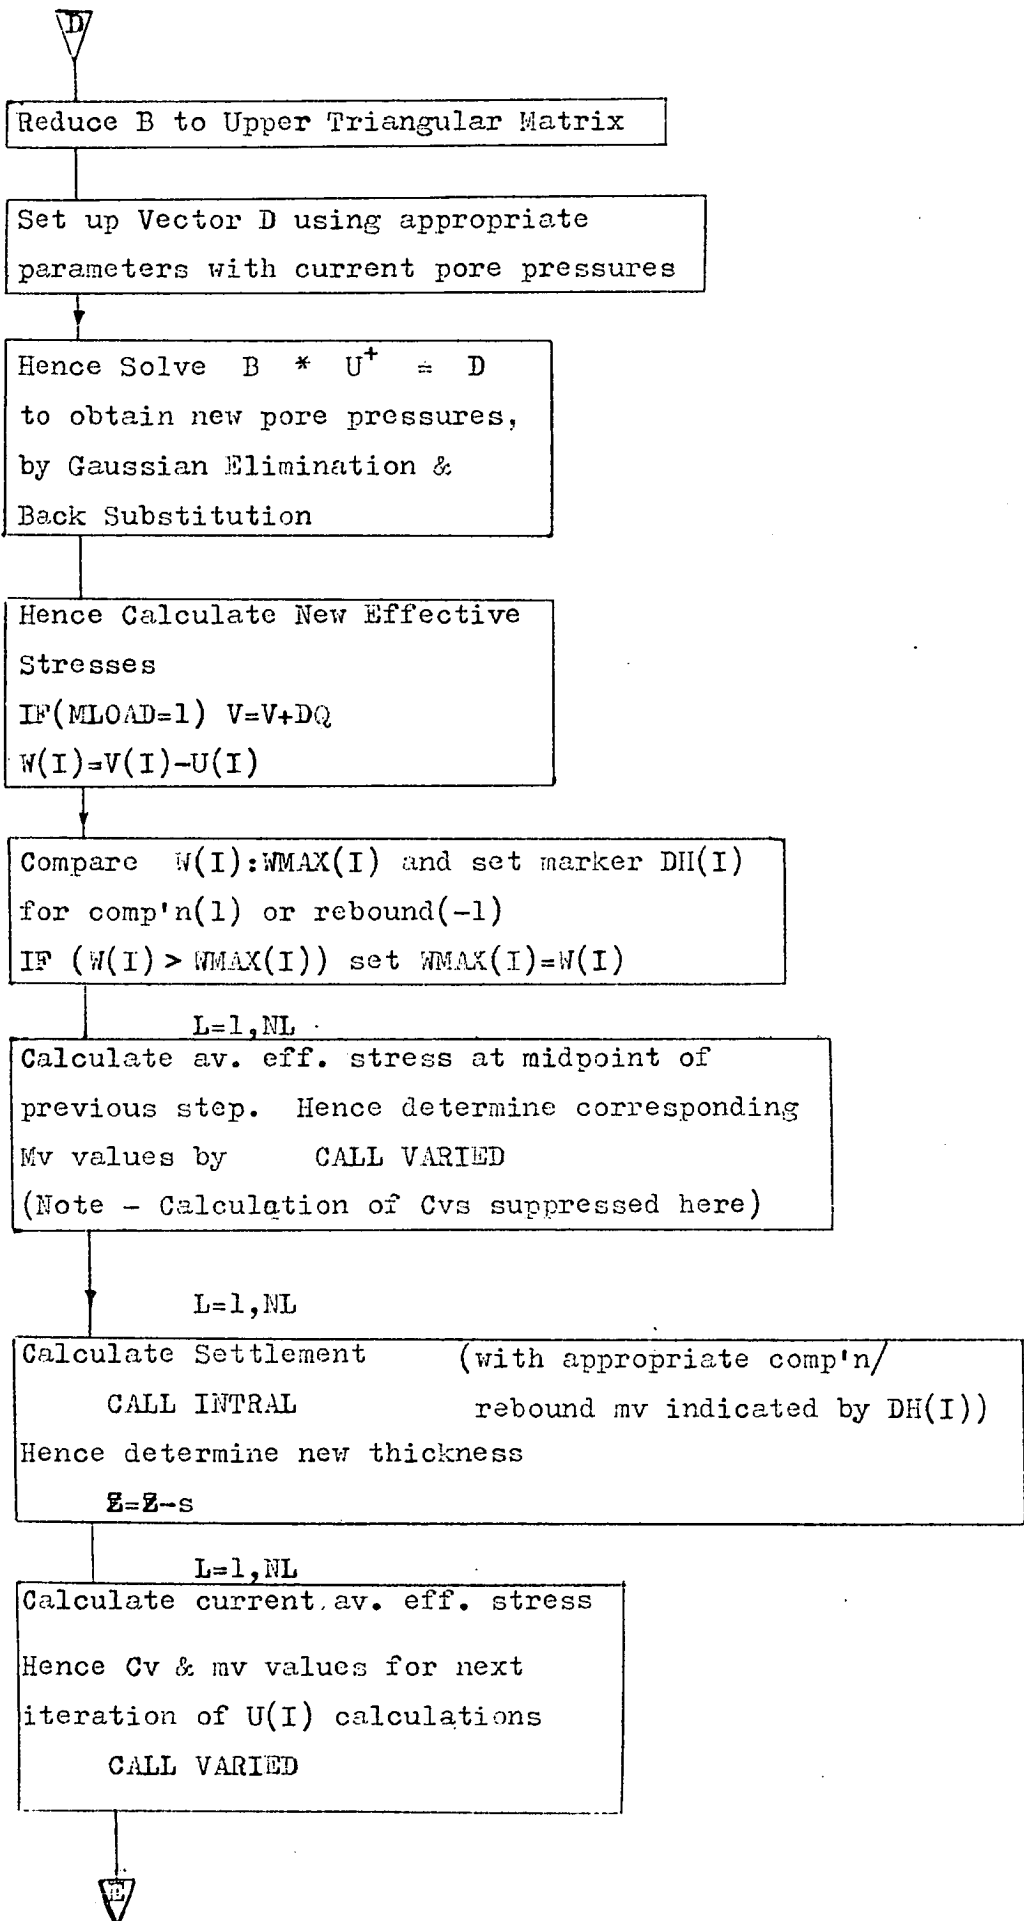 D
Reduce B to Upper Triangular Matrix
Set up Vector D using appropriate
parameters with current pore pressures
Hence Solve B * U⁺ = D
to obtain new pore pressures,
by Gaussian Elimination &
Back Substitution
Hence Calculate New Effective
Stresses
IF(MLOAD=1) V=V+DQ
W(I)=V(I)-U(I)
Compare W(I):WMAX(I) and set marker DH(I)
for comp'n(1) or rebound(-1)
IF (W(I) > WMAX(I)) set WMAX(I)=W(I)
L=1,NL
Calculate av. eff. stress at midpoint of
previous step. Hence determine corresponding
Mv values by CALL VARIED
(Note - Calculation of Cvs suppressed here)
L=1,NL
Calculate Settlement (with appropriate comp'n/
CALL INTRAL rebound mv indicated by DH(I))
Hence determine new thickness
Z=Z-s
L=1,NL
Calculate current av. eff. stress
Hence Cv & mv values for next
iteration of U(I) calculations
CALL VARIED
E